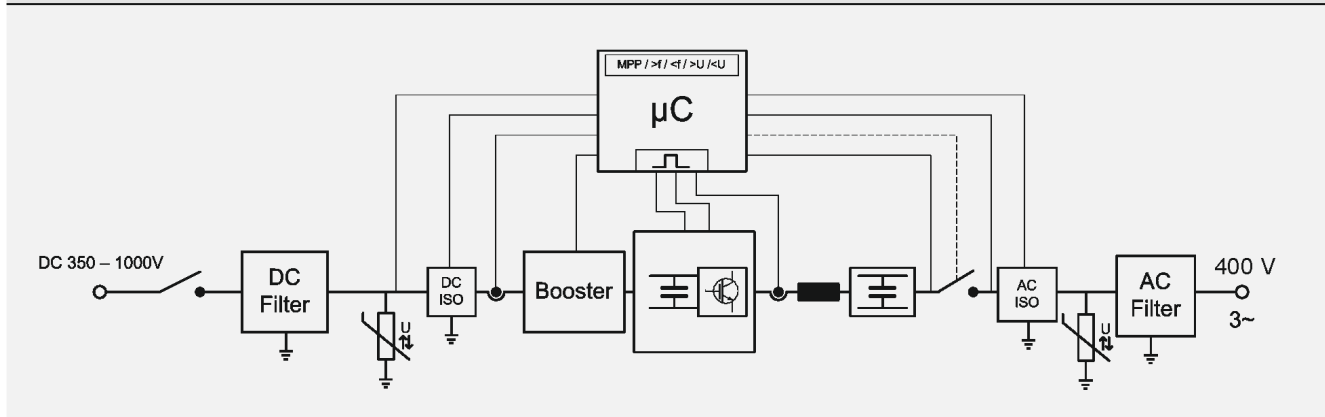 MPP / >f / <f / >U /<U
µC
DC 350 – 1000V
DC
Filter
U
DC
ISO
Booster
AC
ISO
U
AC
Filter
400 V
3~